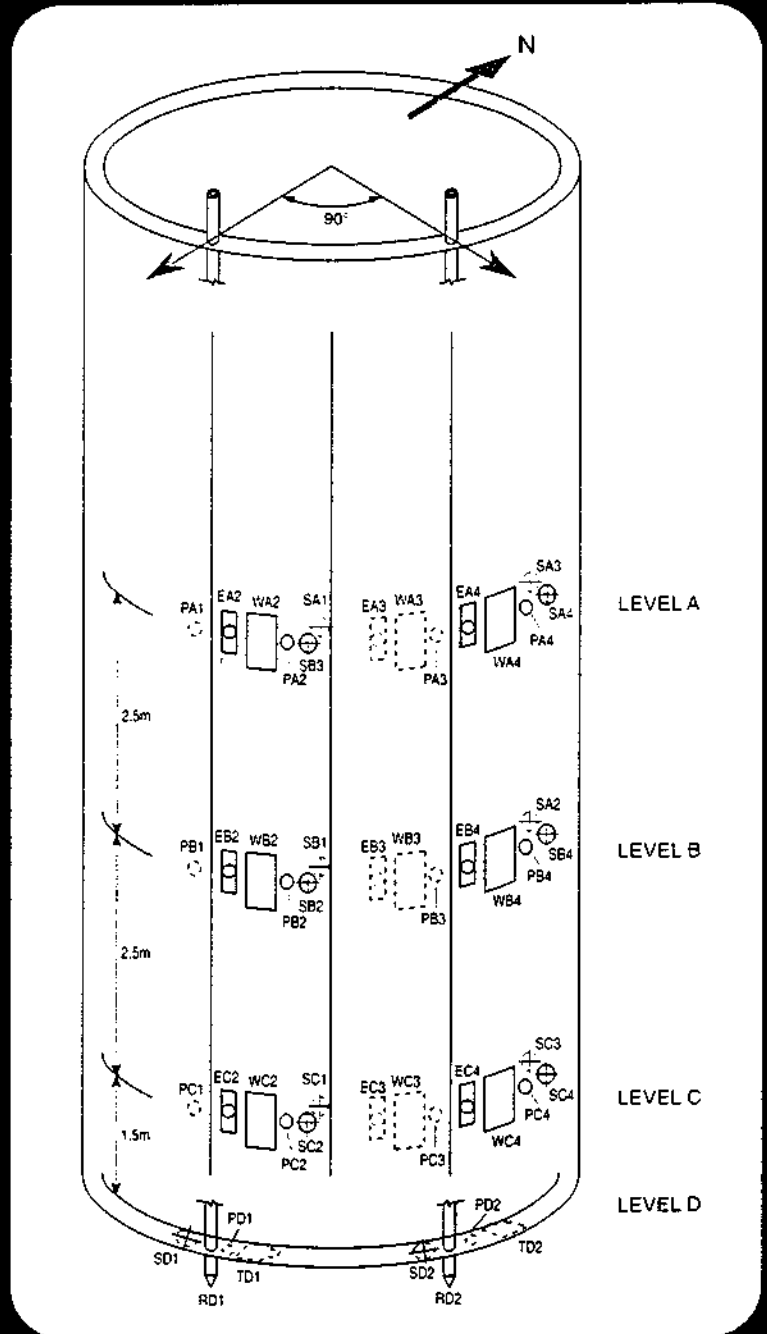 N
90°
SA3
EA2 WA2 SA1 EA3 WA3 EA4
PA1
LEVEL A
SA4
PA4
SB3
WA4
PA2
PA3
2.5m
SA2
EB2 WB2 SB1 EB3 WB3 EB4
LEVEL B
SB4
PB1
PB4
SB2
WB4
PB2
PB3
2.5m
SC3
EC2 WC2 SC1 EC3 WC3 EC4
SC4
LEVEL C
PC1
PC4
1.5m
SC2
WC4
PC2
PC3
LEVEL D
PD1
PD2
SD1
TD1
SD2
TD2
RD1
RD2